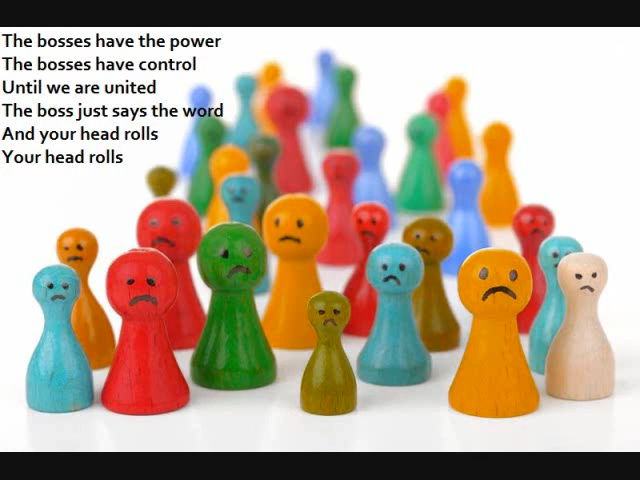 The bosses have the power
The bosses have control
Until we are united
The boss just says the word
And your head rolls
Your head rolls